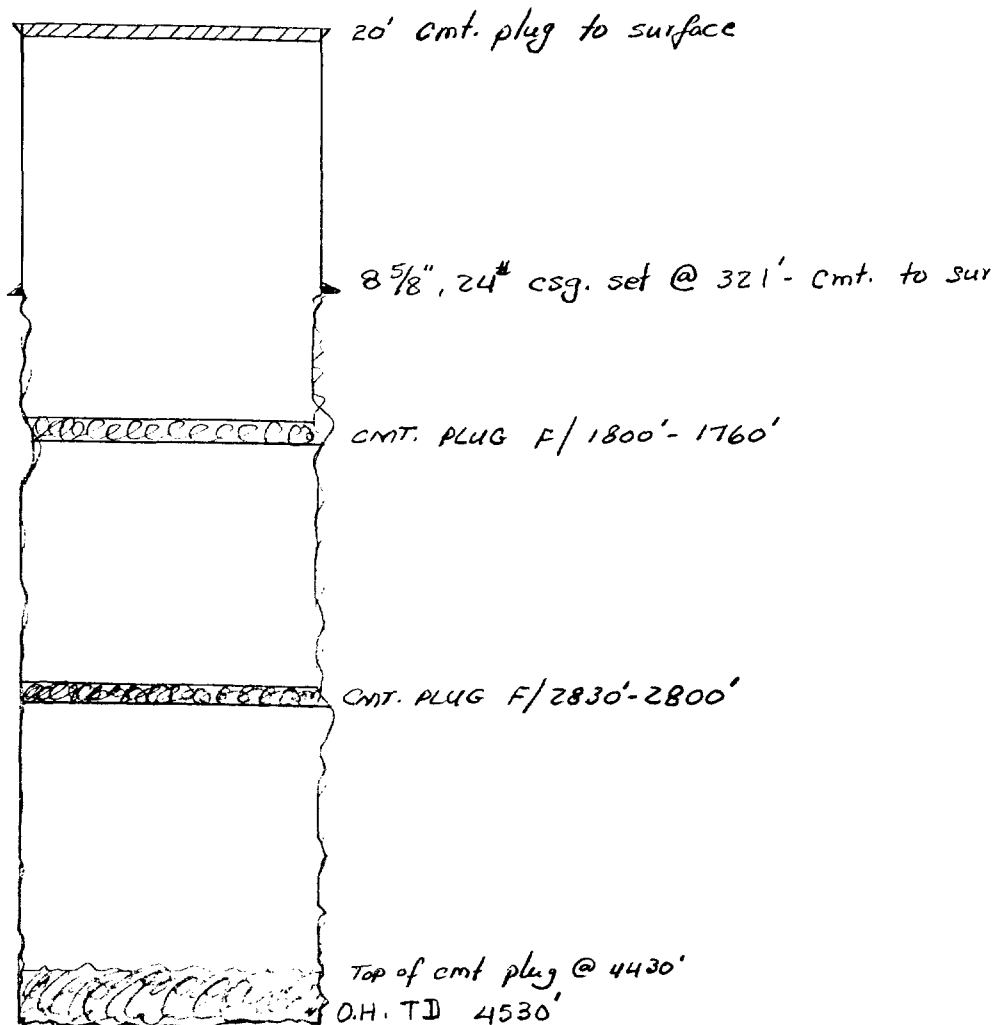 20' Cmt. plug to surface
8 5/8", 24# csg. set @ 321' - Cmt. to sur
CMT. PLUG F/ 1800' - 1760'
CMT. PLUG F/ 2830' - 2800'
Top of cmt plug @ 4430'
O.H. TD 4530'